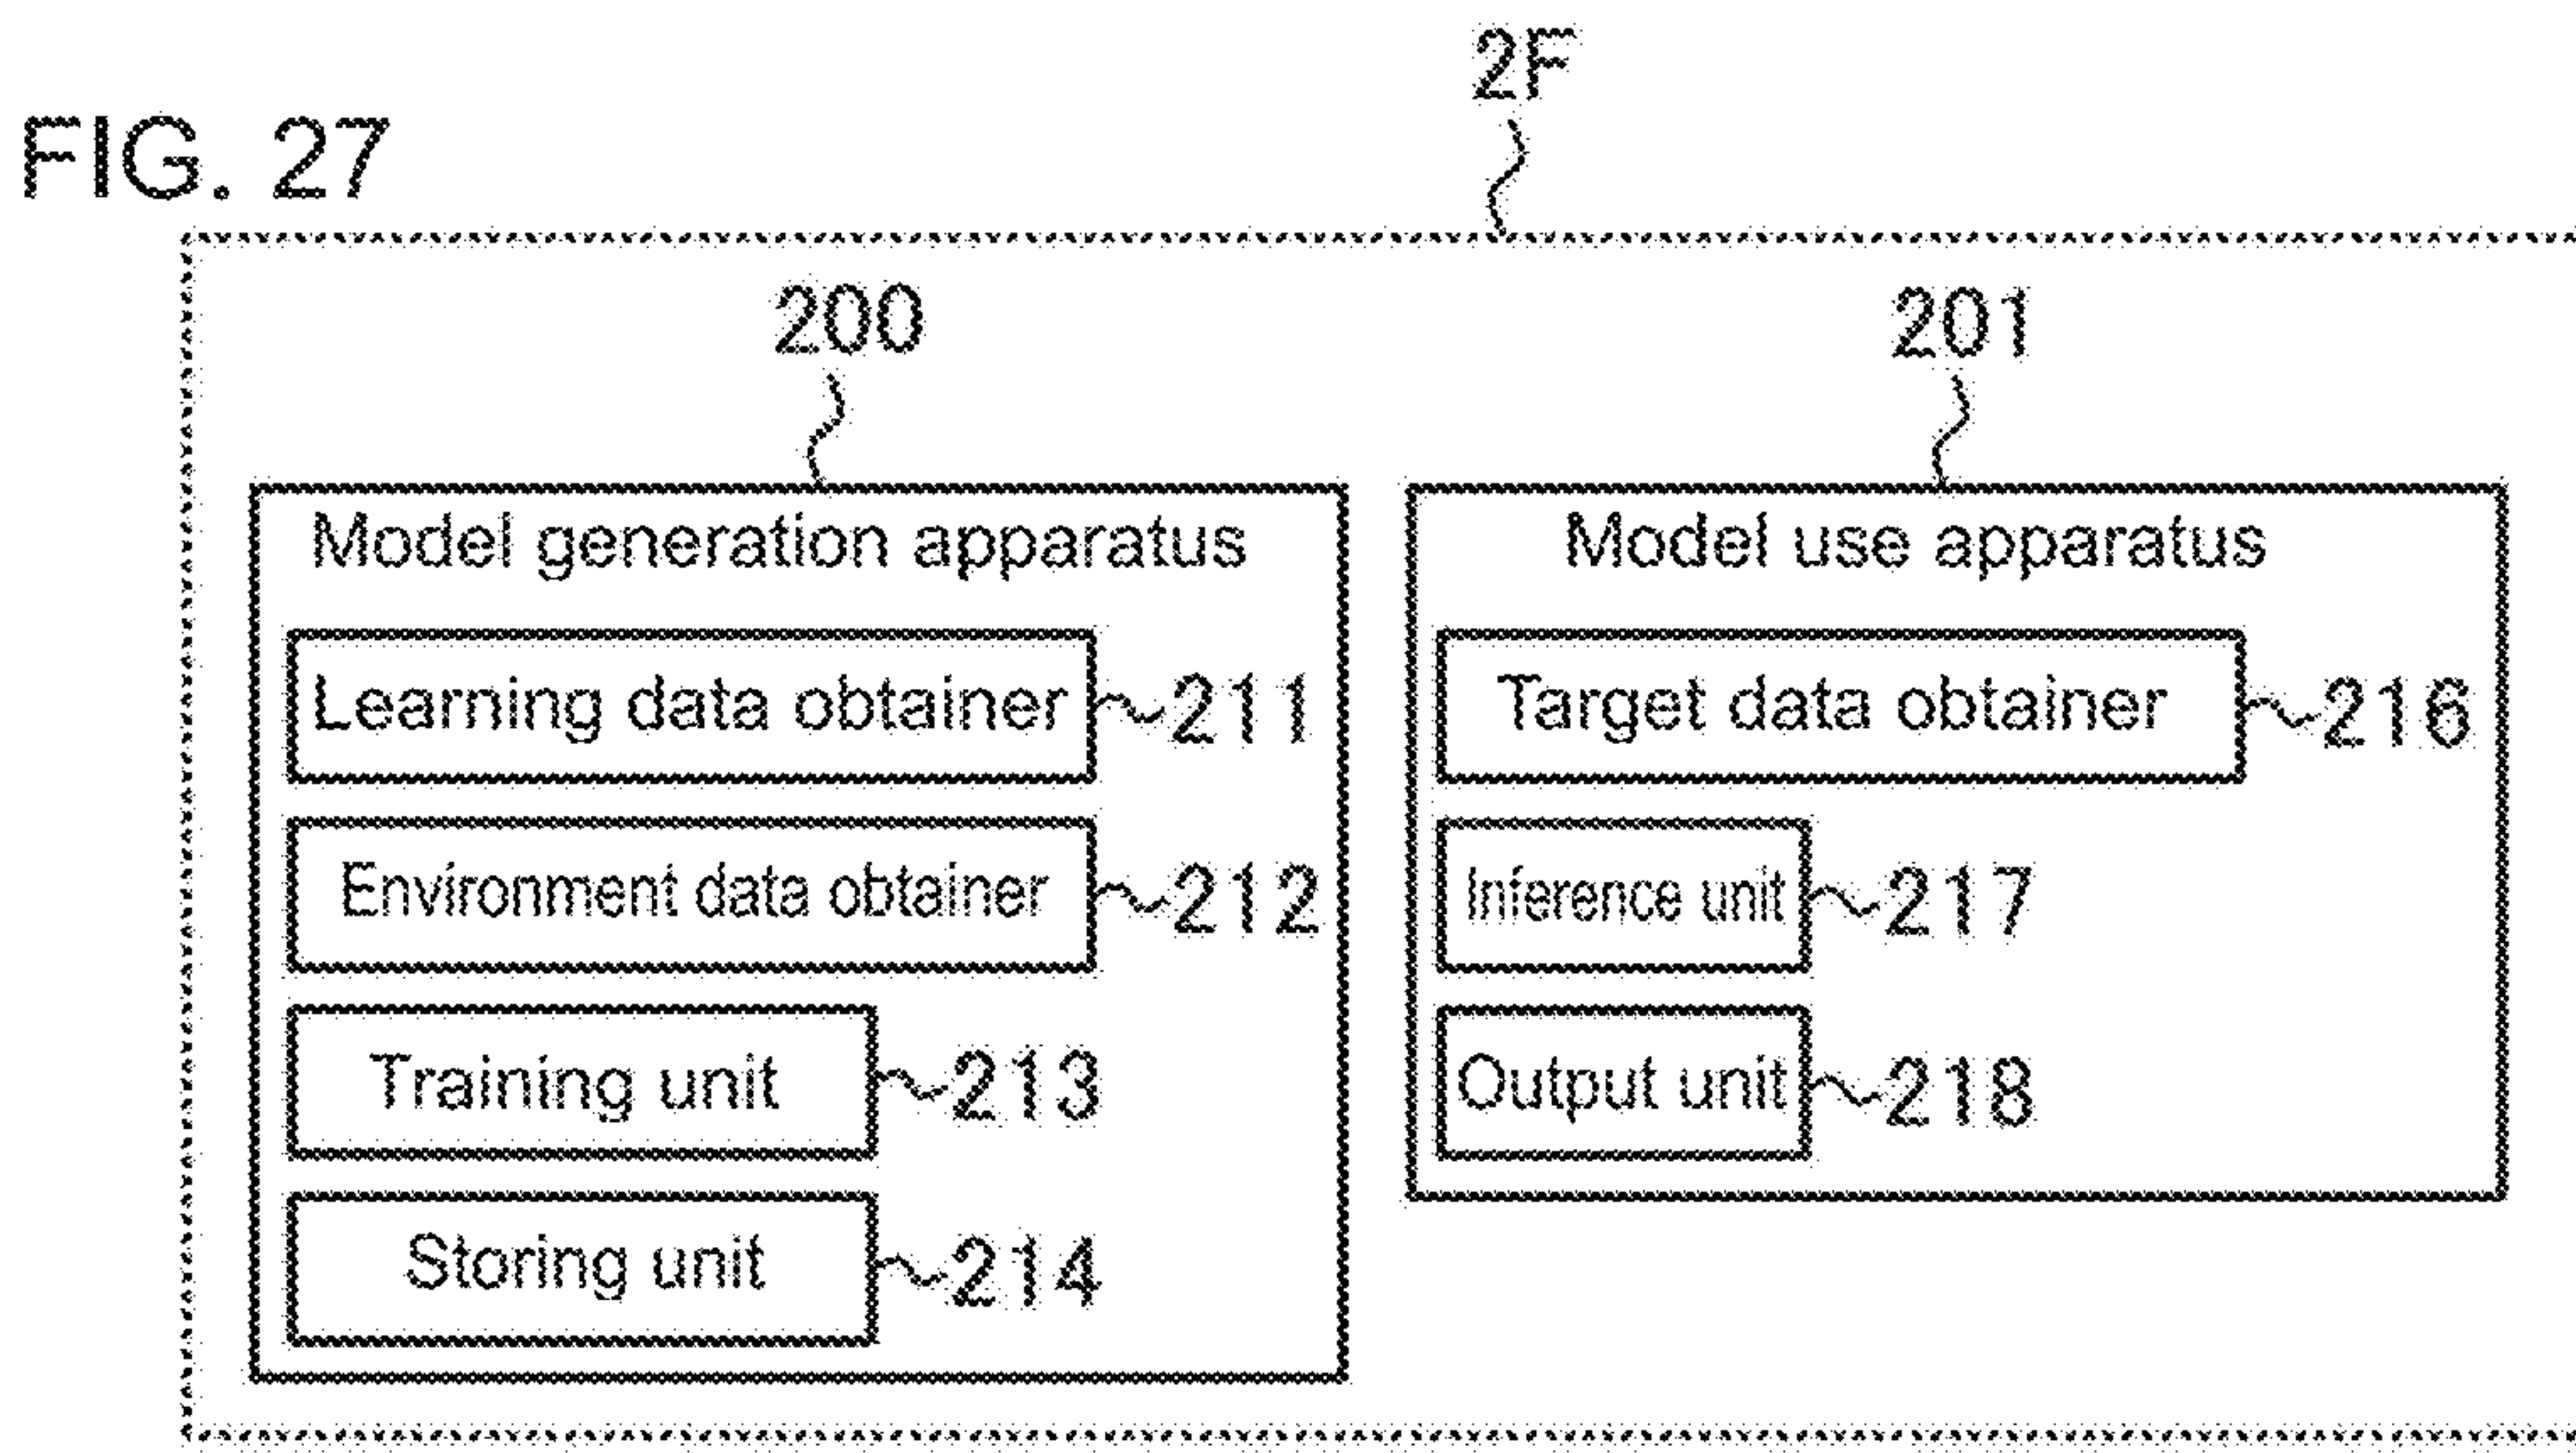 2F
FIG. 27
200
201
Model generation apparatus
Learning data obtainer 211
Environment data obtainer 212
Training unit 213
Storing unit 214
Model use apparatus
Target data obtainer 216
Inference unit 217
Output unit 218